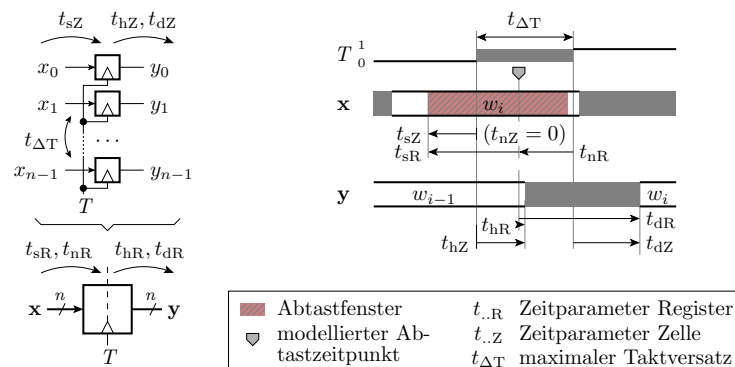 t_sZ t_hZ, t_dZ
x_0 y_0
x_1 y_1
t_ΔT
· · ·
x_{n−1} y_{n−1}
T
t_sR, t_nR t_hR, t_dR
x n n y
T
t_ΔT
T 1 0
x w_i
t_sZ (t_nZ = 0)
t_sR t_nR
y w_{i−1} w_i
t_hR t_dR
t_hZ t_dZ
Abtastfenster
modellierter Ab-
tastzeitpunkt
t_..R Zeitparameter Register
t_..Z Zeitparameter Zelle
t_ΔT maximaler Taktversatz